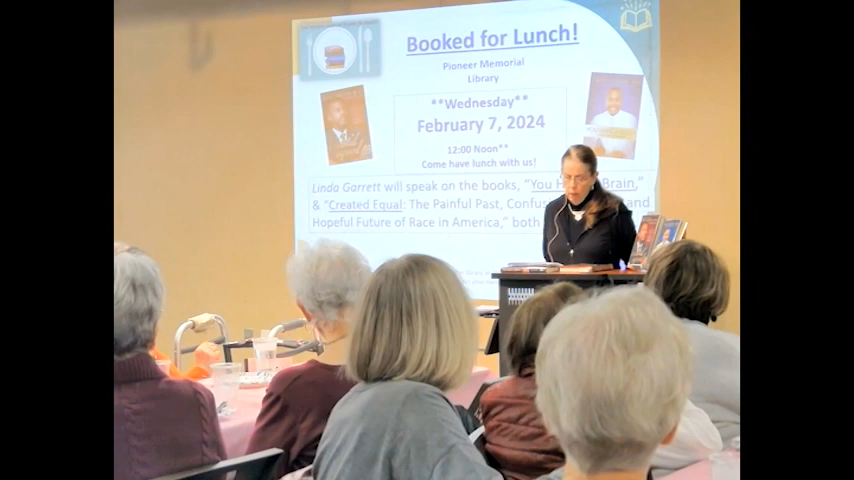 Booked for Lunch!
Pioneer Memorial
Library
**Wednesday**
February 7, 2024
12:00 Noon**
Come have lunch with us!
Linda Garrett will speak on the books, "You H Brain,"
& "Created Equal: The Painful Past, Confus and
Hopeful Future of Race in America," both